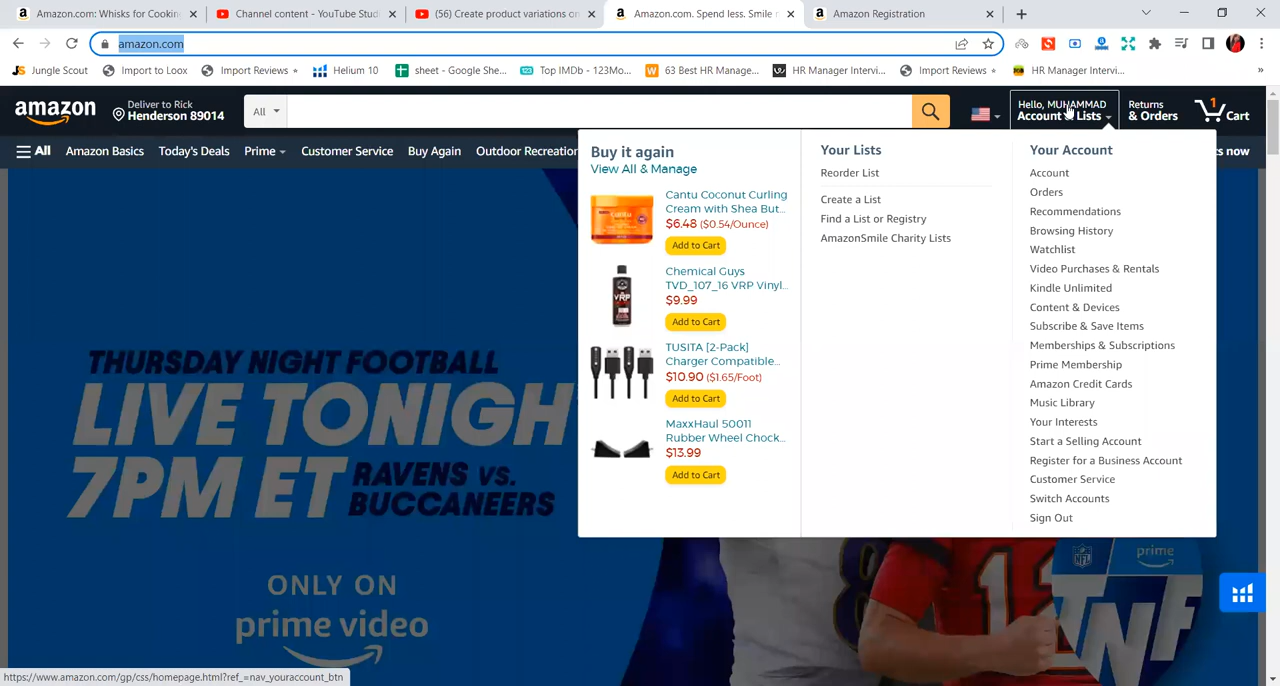 Amazon.com: Whisks for Cooking
Channel content - YouTube Studi
(56) Create product variations on
Amazon.com. Spend less. Smile m
Amazon Registration
amazon.com
Jungle Scout
Import to Loox
Import Reviews
Helium 10
sheet - Google She...
Top IMDb - 123Mo...
63 Best HR Manage...
HR Manager Intervi...
Import Reviews
HR Manager Intervi...
»
amazon
Deliver to Rick
Henderson 89014
All
Hello, MUHAMMAD
Account & Lists
Returns
& Orders
1
Cart
All
Amazon Basics
Today's Deals
Prime
Customer Service
Buy Again
Outdoor Recreation
s now
Buy it again
View All & Manage
Cantu Coconut Curling
Cream with Shea But...
$6.48 ($0.54/Ounce)
Add to Cart
Chemical Guys
TVD_107_16 VRP Vinyl...
$9.99
Add to Cart
TUSITA [2-Pack]
Charger Compatible...
$10.90 ($1.65/Foot)
Add to Cart
MaxxHaul 50011
Rubber Wheel Chock...
$13.99
Add to Cart
Your Lists
Reorder List
Create a List
Find a List or Registry
AmazonSmile Charity Lists
Your Account
Account
Orders
Recommendations
Browsing History
Watchlist
Video Purchases & Rentals
Kindle Unlimited
Content & Devices
Subscribe & Save Items
Memberships & Subscriptions
Prime Membership
Amazon Credit Cards
Music Library
Your Interests
Start a Selling Account
Register for a Business Account
Customer Service
Switch Accounts
Sign Out
THURSDAY NIGHT FOOTBALL
LIVE TONIGH
7PM ET RAVENS VS.
BUCCANEERS
ONLY ON
prime video
NFL
prime
TNF
https://www.amazon.com/gp/css/homepage.html?ref_=nav_youraccount_btn